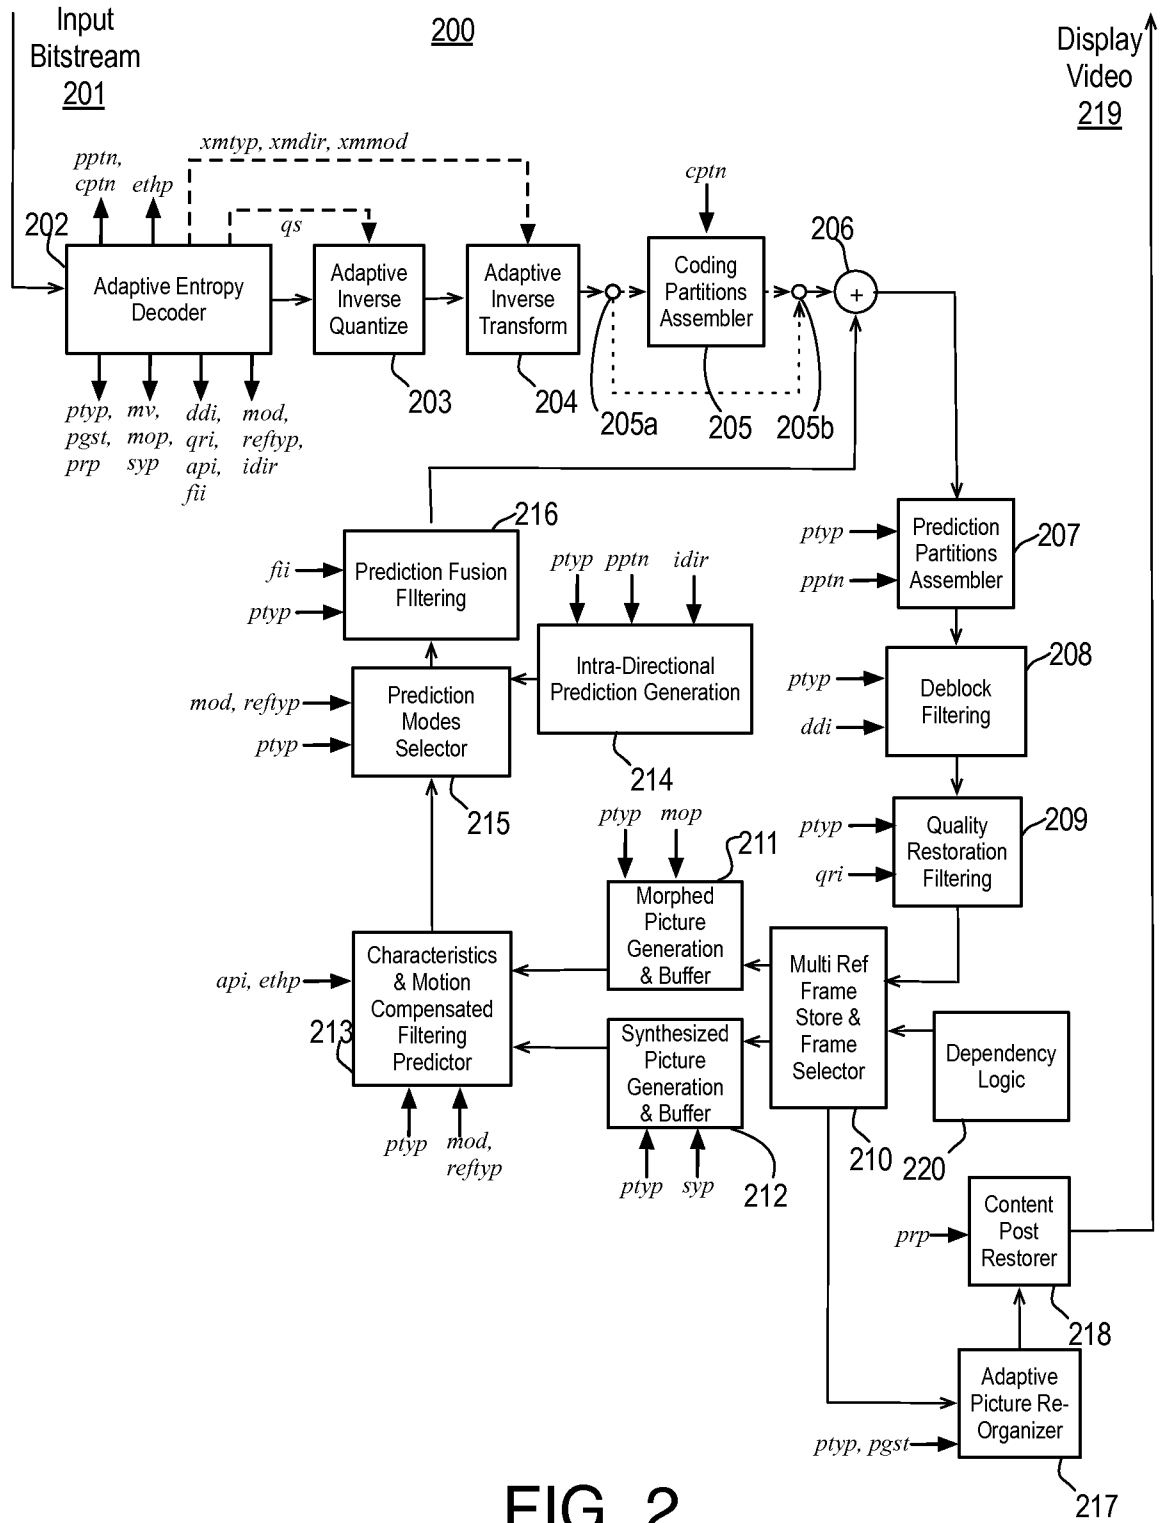 Input
Bitstream
201
200
Display
Video
219
xmtyp, xmdir, xmmod
pptn,
cptn
ethp
qs
cptn
202
206
Adaptive Entropy
Decoder
Adaptive
Inverse
Quantize
Adaptive
Inverse
Transform
Coding
Partitions
Assembler
+
203
204
205a
205
205b
ptyp,
pgst,
prp
mv,
mop,
syp
ddi,
qri,
api,
fii
mod,
reftyp,
idir
216
fii
ptyp
Prediction Fusion
FIltering
ptyp
pptn
idir
ptyp
pptn
Prediction
Partitions
Assembler
207
mod, reftyp
ptyp
Prediction
Modes
Selector
215
Intra-Directional
Prediction Generation
214
ptyp
ddi
Deblock
Filtering
208
ptyp
mop
211
ptyp
qri
Quality
Restoration
Filtering
209
api, ethp
213
Characteristics
& Motion
Compensated
Filtering
Predictor
ptyp
mod,
reftyp
Morphed
Picture
Generation
& Buffer
Synthesized
Picture
Generation
& Buffer
ptyp
syp
212
Multi Ref
Frame
Store &
Frame
Selector
210
Dependency
Logic
220
prp
Content
Post
Restorer
218
ptyp, pgst
Adaptive
Picture Re-
Organizer
217
FIG. 2